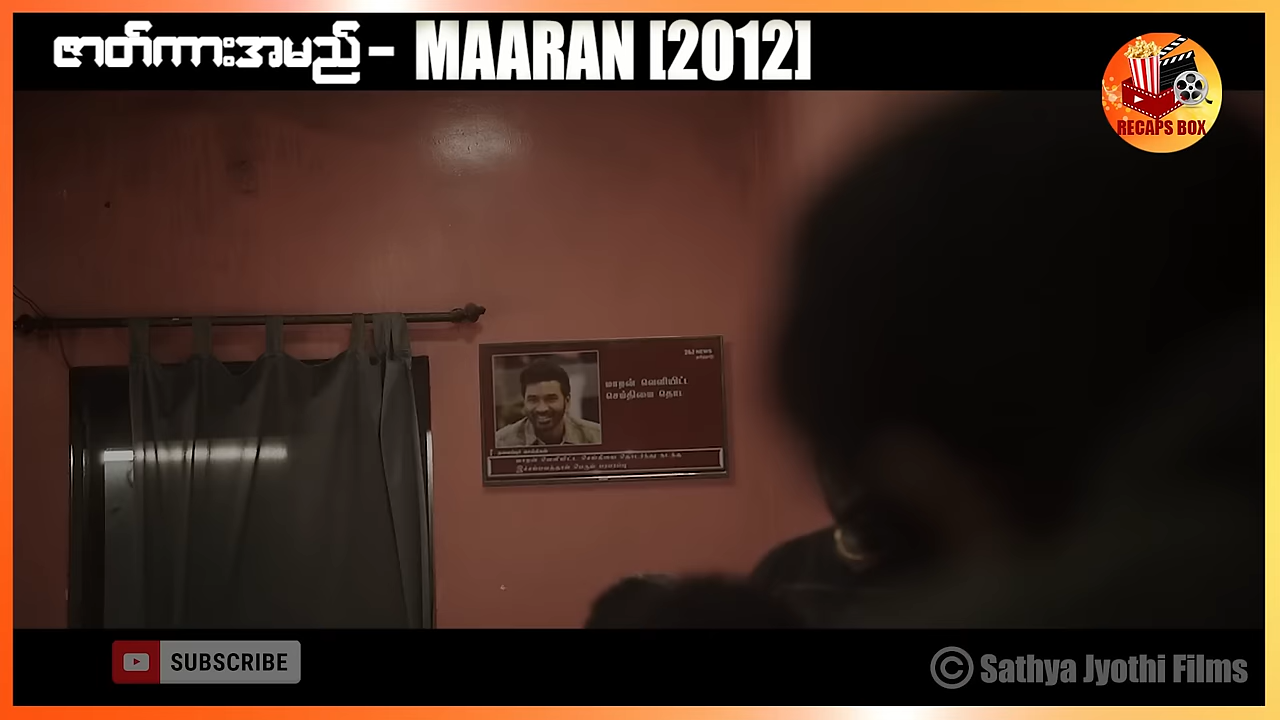 ဇာတ်ကားအမည် - MAARAN [2012]
RECAPS BOX
மாறன் வெளியிட்ட
செய்தியை தொட
SUBSCRIBE
© Sathya Jyothi Films